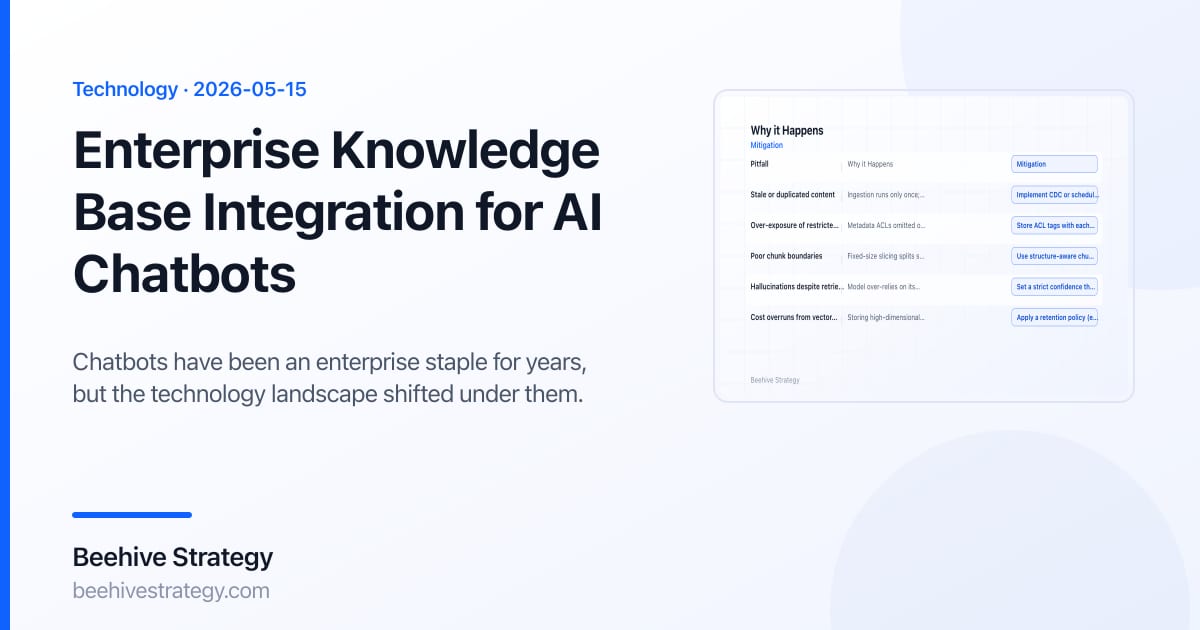 Technology · 2026-05-15
Enterprise Knowledge
Base Integration for AI
Chatbots
Chatbots have been an enterprise staple for years,
but the technology landscape shifted under them.
Beehive Strategy
beehivestrategy.com
Why it Happens
Mitigation
Pitfall Why it Happens Mitigation
Stale or duplicated content Ingestion runs only once;... Implement CDC or schedul...
Over-exposure of restricte... Metadata ACLs omitted o... Store ACL tags with each...
Poor chunk boundaries Fixed-size slicing splits s... Use structure-aware chu...
Hallucinations despite retrie... Model over-relies on its... Set a strict confidence th...
Cost overruns from vector... Storing high-dimensional... Apply a retention policy (e...
Beehive Strategy